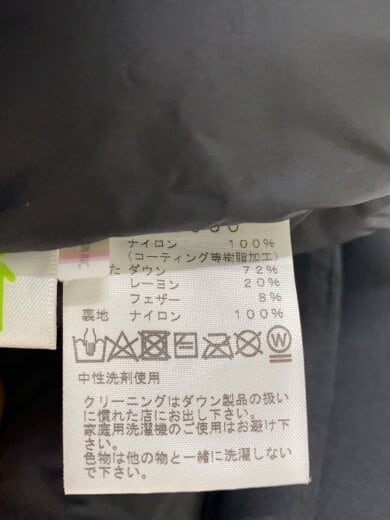 ナイロン 100%
(コーティング等樹脂加工)
た ダウン 72%
レーヨン 20%
フェザー 8%
裏地 ナイロン 100%
W
中性洗剤使用
クリーニングはダウン製品の扱い
に慣れた店にお出し下さい。
家庭用洗濯機のご使用はお避け下
さい。
色物は他の物と一緒に洗濯しない
で下さい。